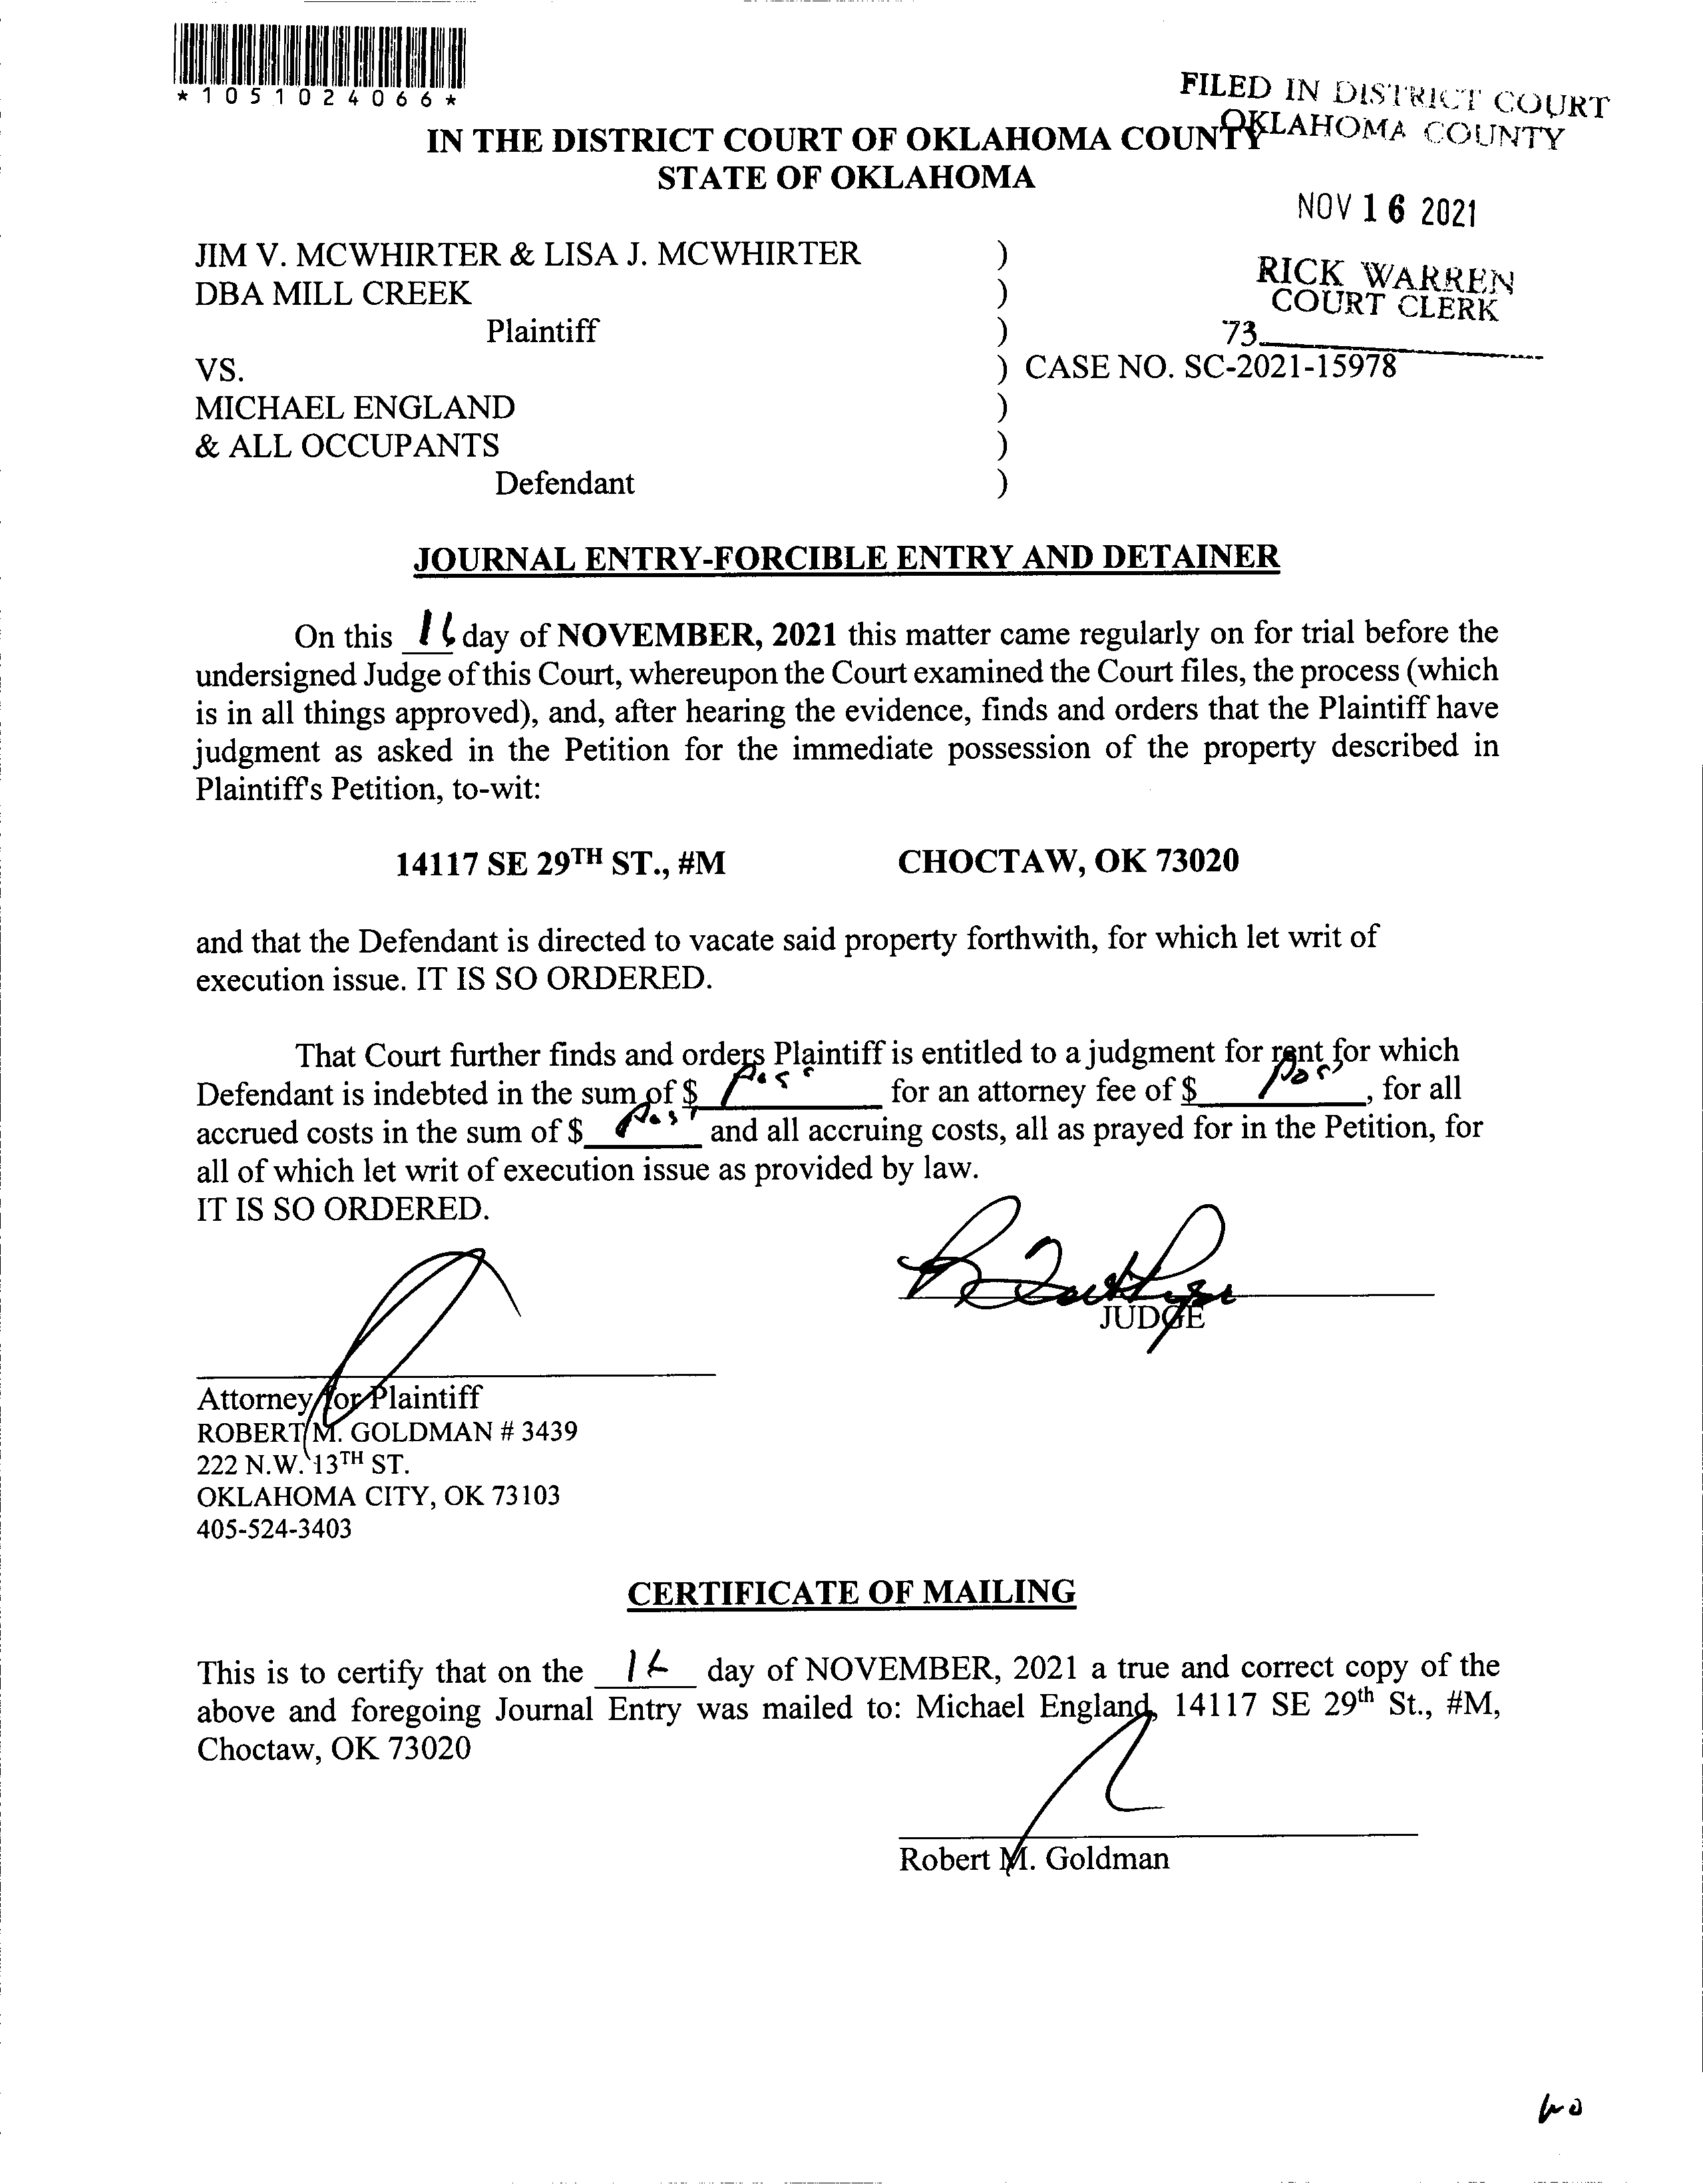 *1051024066*
FILED IN DISTRICT COURT
OKLAHOMA COUNTY
IN THE DISTRICT COURT OF OKLAHOMA COUNTY
STATE OF OKLAHOMA
NOV 16 2021
RICK WARREN
COURT CLERK
73
JIM V. MCWHIRTER & LISA J. MCWHIRTER )
DBA MILL CREEK )
Plaintiff )
VS. ) CASE NO. SC-2021-15978
MICHAEL ENGLAND )
& ALL OCCUPANTS )
Defendant )
JOURNAL ENTRY-FORCIBLE ENTRY AND DETAINER
On this 16 day of NOVEMBER, 2021 this matter came regularly on for trial before the
undersigned Judge of this Court, whereupon the Court examined the Court files, the process (which
is in all things approved), and, after hearing the evidence, finds and orders that the Plaintiff have
judgment as asked in the Petition for the immediate possession of the property described in
Plaintiff's Petition, to-wit:
14117 SE 29TH ST., #M CHOCTAW, OK 73020
and that the Defendant is directed to vacate said property forthwith, for which let writ of
execution issue. IT IS SO ORDERED.
That Court further finds and orders Plaintiff is entitled to a judgment for rent for which
Defendant is indebted in the sum of $ for an attorney fee of $ , for all
accrued costs in the sum of $ and all accruing costs, all as prayed for in the Petition, for
all of which let writ of execution issue as provided by law.
IT IS SO ORDERED.
JUDGE
Attorney for Plaintiff
ROBERT M. GOLDMAN # 3439
222 N.W. 13TH ST.
OKLAHOMA CITY, OK 73103
405-524-3403
CERTIFICATE OF MAILING
This is to certify that on the 16 day of NOVEMBER, 2021 a true and correct copy of the
above and foregoing Journal Entry was mailed to: Michael England, 14117 SE 29th St., #M,
Choctaw, OK 73020
Robert M. Goldman